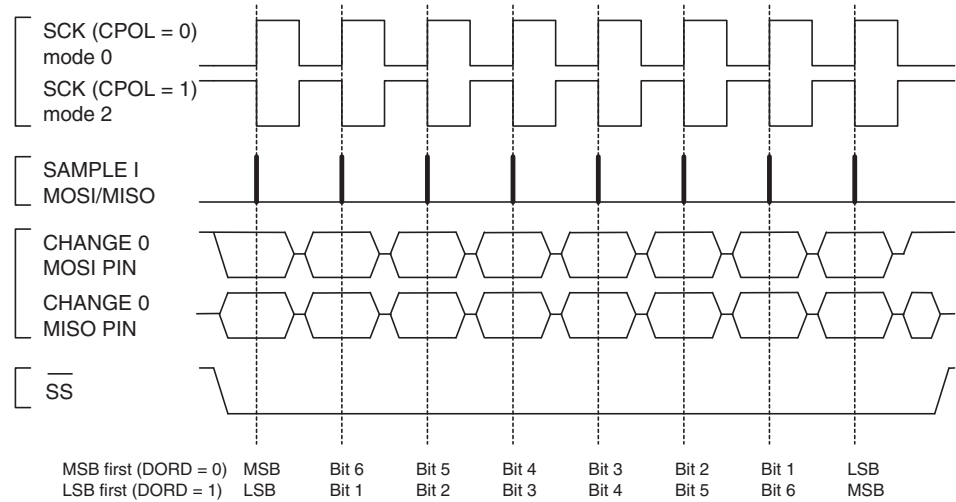 SCK (CPOL = 0)
mode 0
SCK (CPOL = 1)
mode 2
SAMPLE I
MOSI/MISO
CHANGE 0
MOSI PIN
CHANGE 0
MISO PIN
SS
MSB first (DORD = 0) MSB Bit 6 Bit 5 Bit 4 Bit 3 Bit 2 Bit 1 LSB
LSB first (DORD = 1) LSB Bit 1 Bit 2 Bit 3 Bit 4 Bit 5 Bit 6 MSB